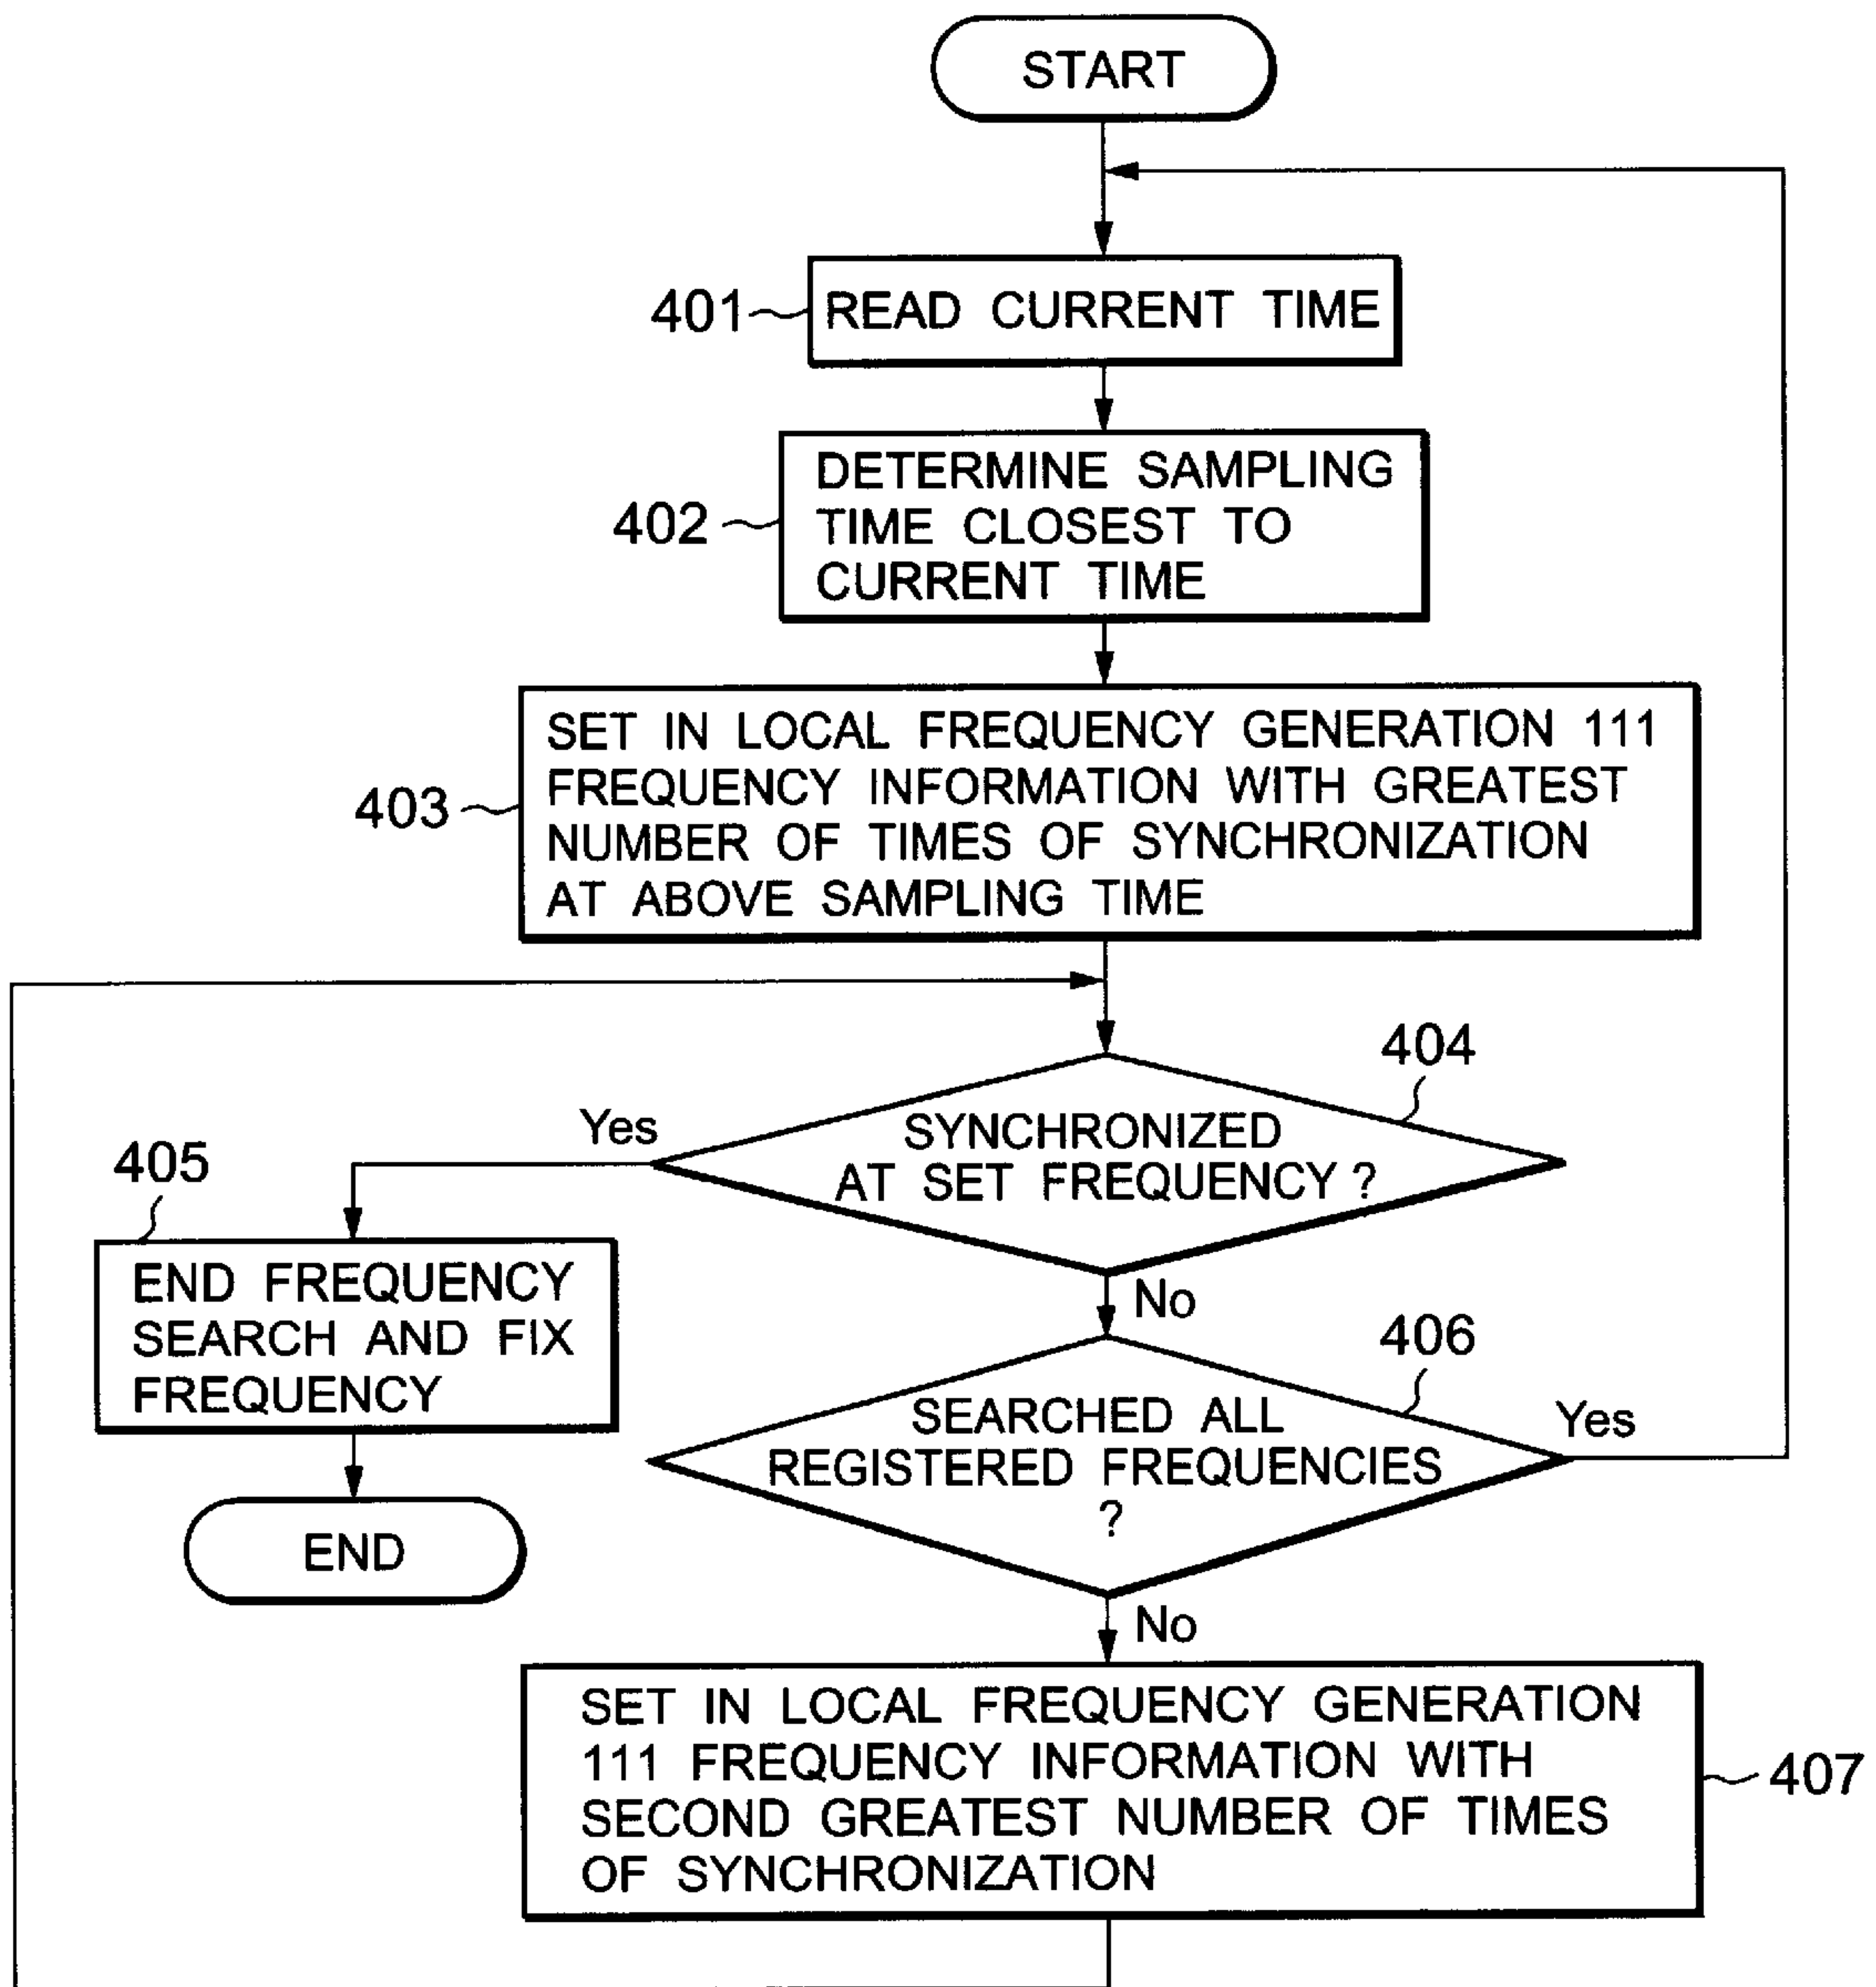 START
401
READ CURRENT TIME
402
DETERMINE SAMPLING
TIME CLOSEST TO
CURRENT TIME
403
SET IN LOCAL FREQUENCY GENERATION 111
FREQUENCY INFORMATION WITH GREATEST
NUMBER OF TIMES OF SYNCHRONIZATION
AT ABOVE SAMPLING TIME
404
SYNCHRONIZED
AT SET FREQUENCY ?
Yes
405
END FREQUENCY
SEARCH AND FIX
FREQUENCY
END
No
406
SEARCHED ALL
REGISTERED FREQUENCIES
?
Yes
No
SET IN LOCAL FREQUENCY GENERATION
111 FREQUENCY INFORMATION WITH
SECOND GREATEST NUMBER OF TIMES
OF SYNCHRONIZATION
407